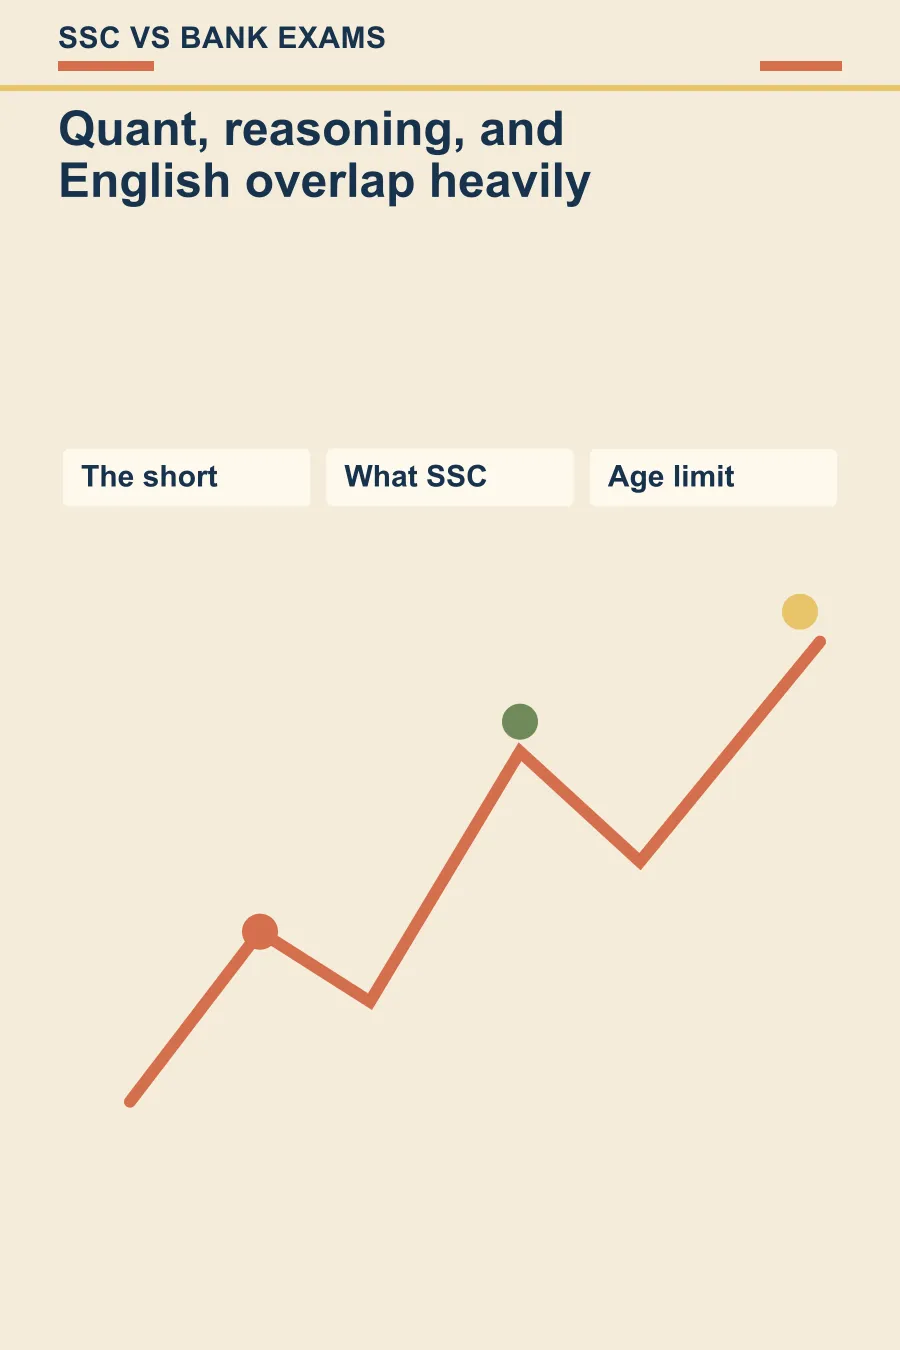 SSC VS BANK EXAMS
Quant, reasoning, and
English overlap heavily
The short
What SSC
Age limit